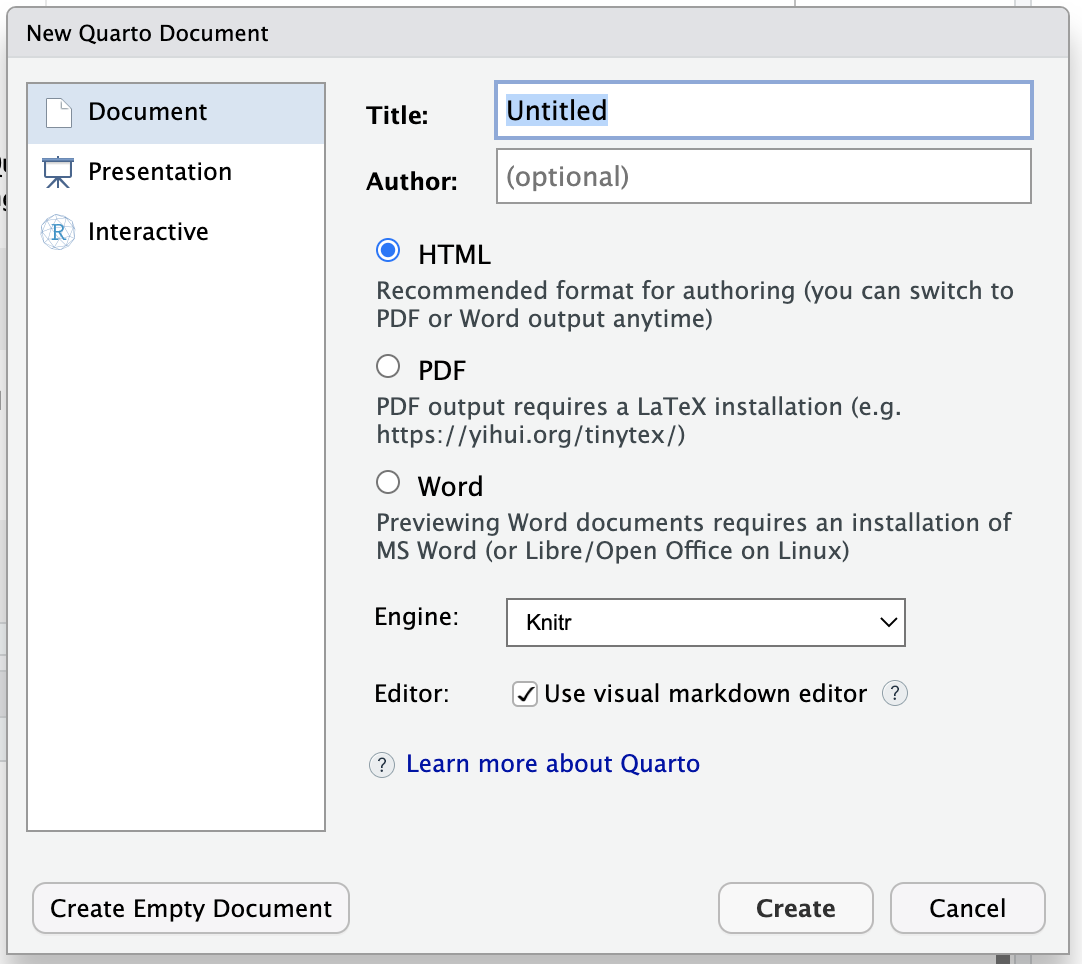 New Quarto Document
Document
Presentation
Interactive
Title:
Untitled
Author:
(optional)
HTML
Recommended format for authoring (you can switch to
PDF or Word output anytime)
PDF
PDF output requires a LaTeX installation (e.g.
https://yihui.org/tinytex/)
Word
Previewing Word documents requires an installation of
MS Word (or Libre/Open Office on Linux)
Engine:
Knitr
Editor:
Use visual markdown editor ?
? Learn more about Quarto
Create Empty Document
Create
Cancel